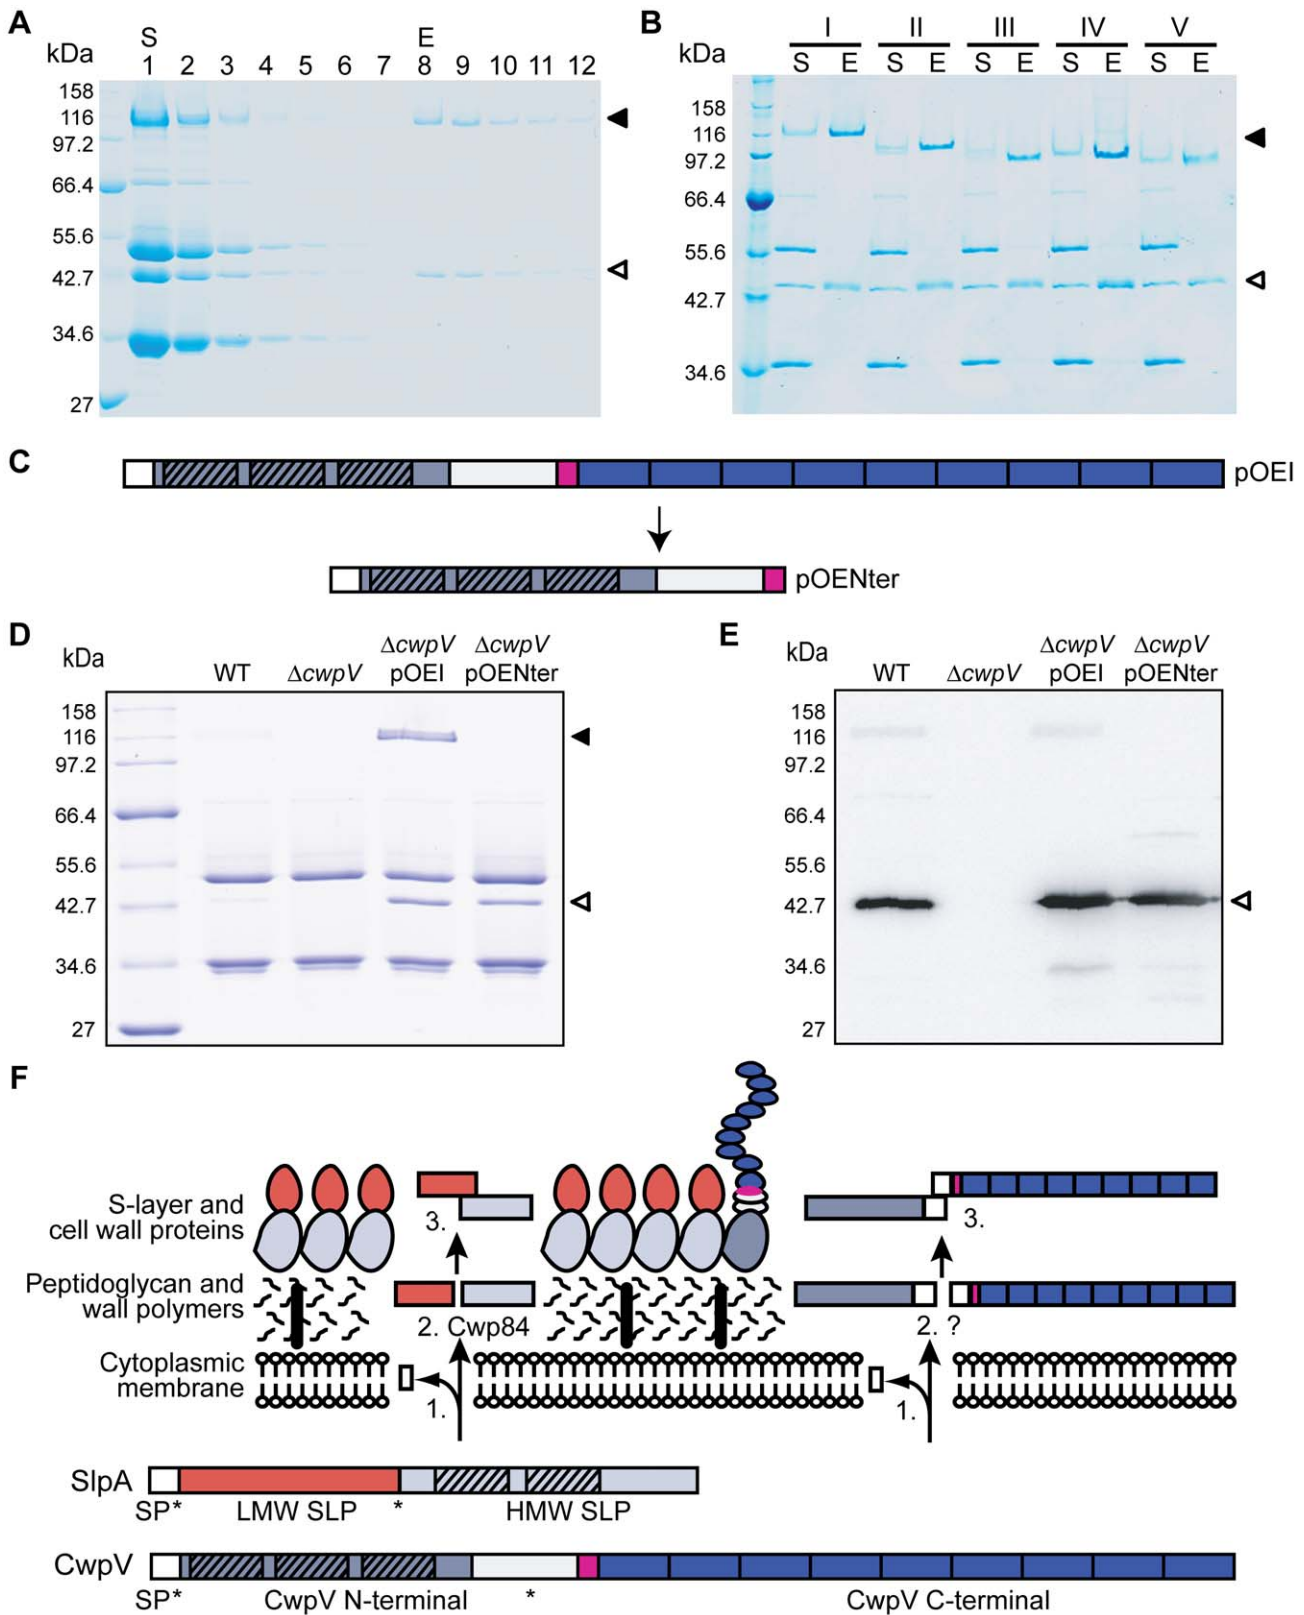 A
kDa
S E
1 2 3 4 5 6 7 8 9 10 11 12
158
116
97.2
66.4
55.6
42.7
34.6
27
B
kDa
I II III IV V
S E S E S E S E S E
158
116
97.2
66.4
55.6
42.7
34.6
C
pOEI
pOENter
D
kDa
WT ΔcwpV ΔcwpV pOEI ΔcwpV pOENter
158
116
97.2
66.4
55.6
42.7
34.6
27
E
kDa
WT ΔcwpV ΔcwpV pOEI ΔcwpV pOENter
158
116
97.2
66.4
55.6
42.7
34.6
27
F
S-layer and
cell wall proteins
3.
3.
Peptidoglycan and
wall polymers
2. Cwp84
2. ?
Cytoplasmic
membrane
1.
1.
SlpA
SP* LMW SLP * HMW SLP
CwpV
SP* CwpV N-terminal * CwpV C-terminal